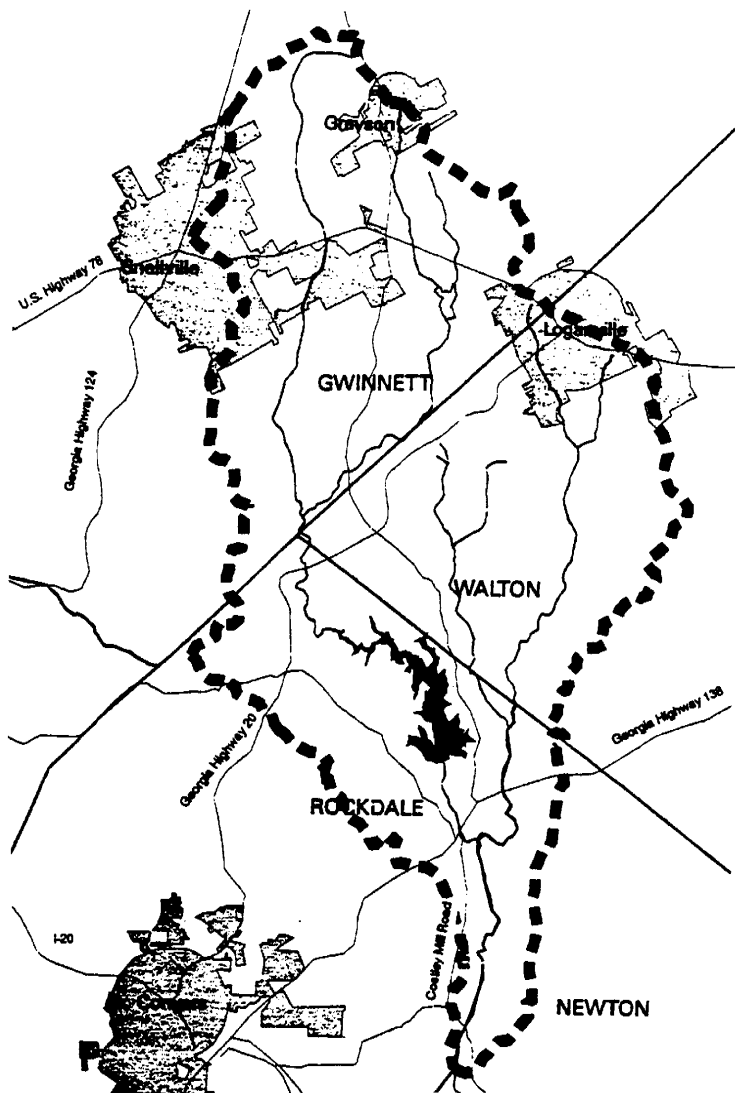 Grayson
U.S. Highway 78
Snellville
Loganville
GWINNETT
Georgia Highway 124
WALTON
Georgia Highway 138
Georgia Highway 20
ROCKDALE
I-20
Costley Mill Road
Conyers
NEWTON